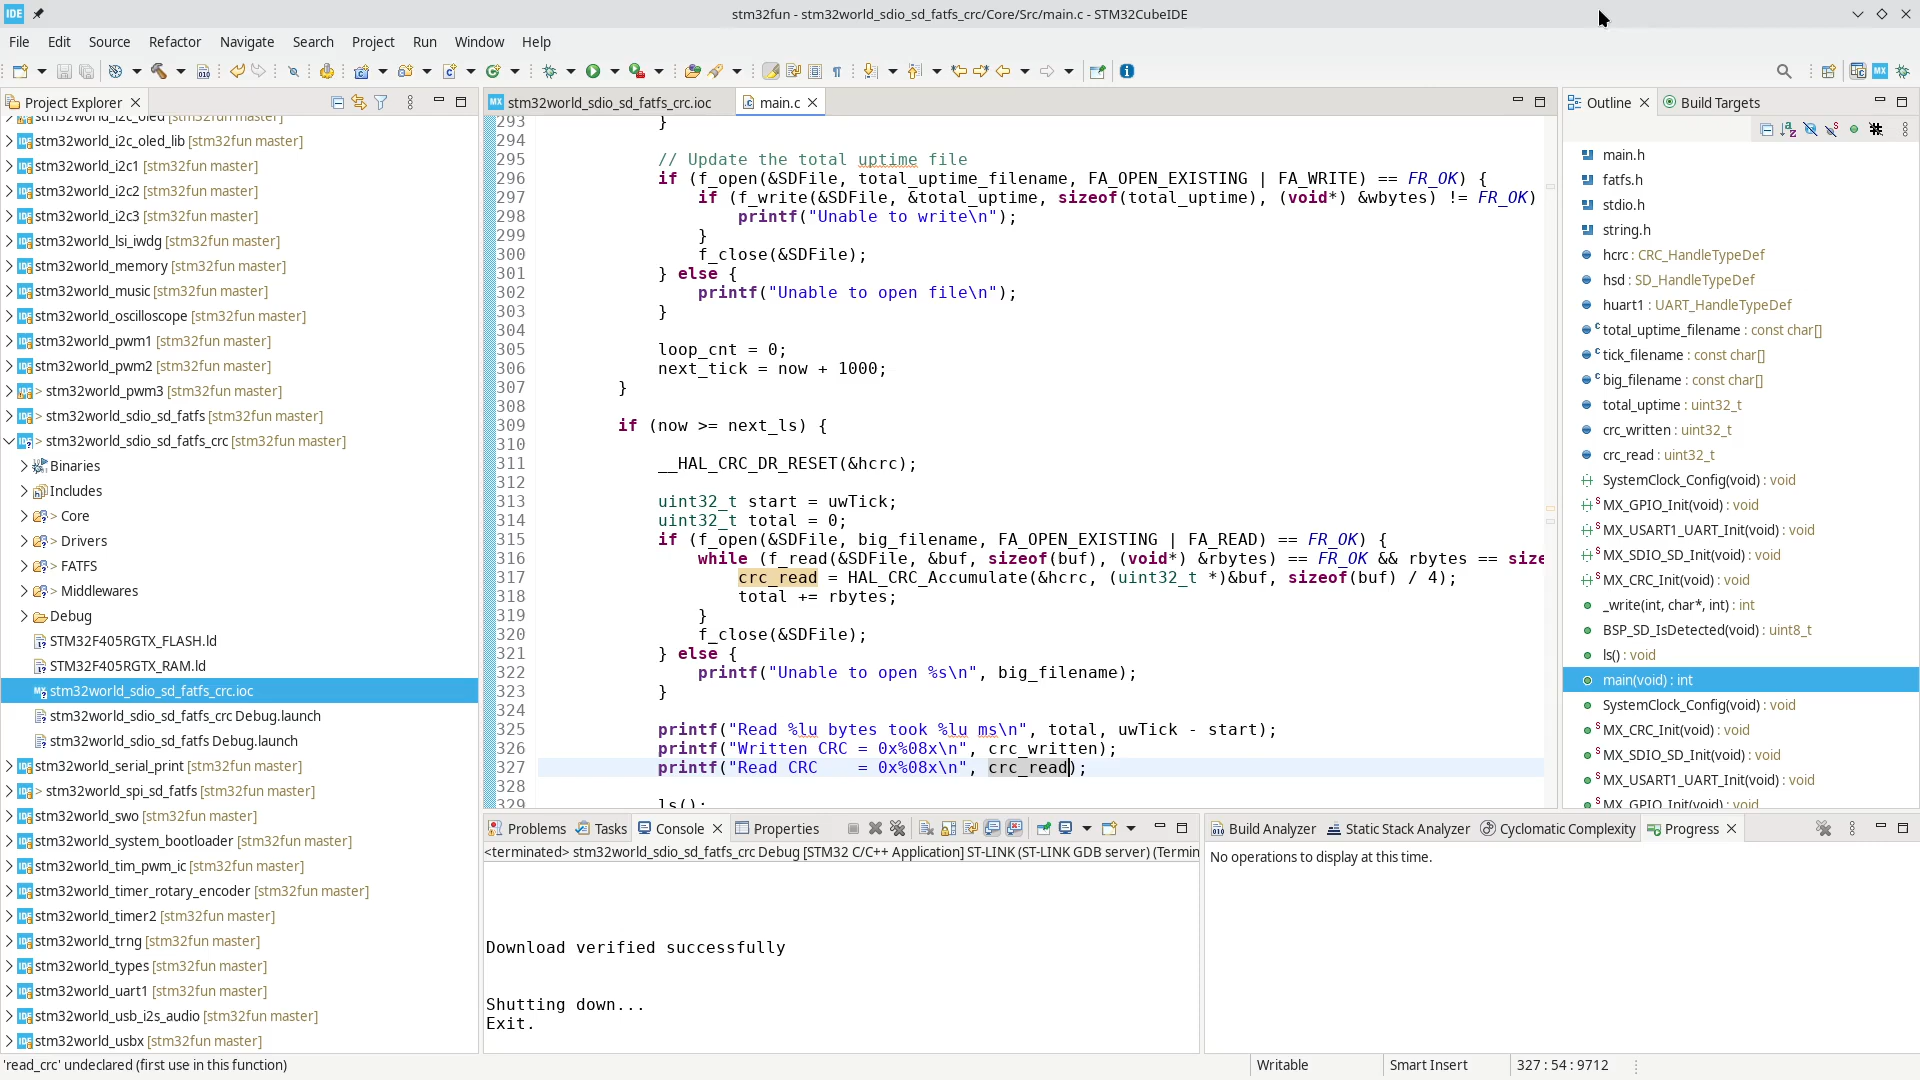 IDE
stm32fun - stm32world_sdio_sd_fatfs_crc/Core/Src/main.c - STM32CubeIDE
File Edit Source Refactor Navigate Search Project Run Window Help
Project Explorer
stm32world_i2c_oled [stm32fun master]
stm32world_i2c_oled_lib [stm32fun master]
stm32world_i2c1 [stm32fun master]
stm32world_i2c2 [stm32fun master]
stm32world_i2c3 [stm32fun master]
stm32world_lsi_iwdg [stm32fun master]
stm32world_memory [stm32fun master]
stm32world_music [stm32fun master]
stm32world_oscilloscope [stm32fun master]
stm32world_pwm1 [stm32fun master]
stm32world_pwm2 [stm32fun master]
> stm32world_pwm3 [stm32fun master]
> stm32world_sdio_sd_fatfs [stm32fun master]
> stm32world_sdio_sd_fatfs_crc [stm32fun master]
Binaries
Includes
> Core
> Drivers
> FATFS
> Middlewares
Debug
STM32F405RGTX_FLASH.ld
STM32F405RGTX_RAM.ld
stm32world_sdio_sd_fatfs_crc.ioc
stm32world_sdio_sd_fatfs_crc Debug.launch
stm32world_sdio_sd_fatfs Debug.launch
stm32world_serial_print [stm32fun master]
> stm32world_spi_sd_fatfs [stm32fun master]
stm32world_swo [stm32fun master]
stm32world_system_bootloader [stm32fun master]
stm32world_tim_pwm_ic [stm32fun master]
stm32world_timer_rotary_encoder [stm32fun master]
stm32world_timer2 [stm32fun master]
stm32world_trng [stm32fun master]
stm32world_types [stm32fun master]
stm32world_uart1 [stm32fun master]
stm32world_usb_i2s_audio [stm32fun master]
stm32world_usbx [stm32fun master]
MX stm32world_sdio_sd_fatfs_crc.ioc main.c
293 }
294
295 // Update the total uptime file
296 if (f_open(&SDFile, total_uptime_filename, FA_OPEN_EXISTING | FA_WRITE) == FR_OK) {
297 if (f_write(&SDFile, &total_uptime, sizeof(total_uptime), (void*) &wbytes) != FR_OK)
298 printf("Unable to write\n");
299 }
300 f_close(&SDFile);
301 } else {
302 printf("Unable to open file\n");
303 }
304
305 loop_cnt = 0;
306 next_tick = now + 1000;
307 }
308
309 if (now >= next_ls) {
310
311 __HAL_CRC_DR_RESET(&hcrc);
312
313 uint32_t start = uwTick;
314 uint32_t total = 0;
315 if (f_open(&SDFile, big_filename, FA_OPEN_EXISTING | FA_READ) == FR_OK) {
316 while (f_read(&SDFile, &buf, sizeof(buf), (void*) &rbytes) == FR_OK && rbytes == size
317 crc_read = HAL_CRC_Accumulate(&hcrc, (uint32_t *)&buf, sizeof(buf) / 4);
318 total += rbytes;
319 }
320 f_close(&SDFile);
321 } else {
322 printf("Unable to open %s\n", big_filename);
323 }
324
325 printf("Read %lu bytes took %lu ms\n", total, uwTick - start);
326 printf("Written CRC = 0x%08x\n", crc_written);
327 printf("Read CRC    = 0x%08x\n", crc_read);
328
329 ls();
Outline Build Targets
main.h
fatfs.h
stdio.h
string.h
hcrc : CRC_HandleTypeDef
hsd : SD_HandleTypeDef
huart1 : UART_HandleTypeDef
total_uptime_filename : const char[]
tick_filename : const char[]
big_filename : const char[]
total_uptime : uint32_t
crc_written : uint32_t
crc_read : uint32_t
SystemClock_Config(void) : void
MX_GPIO_Init(void) : void
MX_USART1_UART_Init(void) : void
MX_SDIO_SD_Init(void) : void
MX_CRC_Init(void) : void
_write(int, char*, int) : int
BSP_SD_IsDetected(void) : uint8_t
ls() : void
main(void) : int
SystemClock_Config(void) : void
MX_CRC_Init(void) : void
MX_SDIO_SD_Init(void) : void
MX_USART1_UART_Init(void) : void
MX_GPIO_Init(void) : void
Problems Tasks Console Properties
<terminated> stm32world_sdio_sd_fatfs_crc Debug [STM32 C/C++ Application] ST-LINK (ST-LINK GDB server) (Termin
Download verified successfully
Shutting down...
Exit.
Build Analyzer Static Stack Analyzer Cyclomatic Complexity Progress
No operations to display at this time.
'read_crc' undeclared (first use in this function) Writable Smart Insert 327 : 54 : 9712